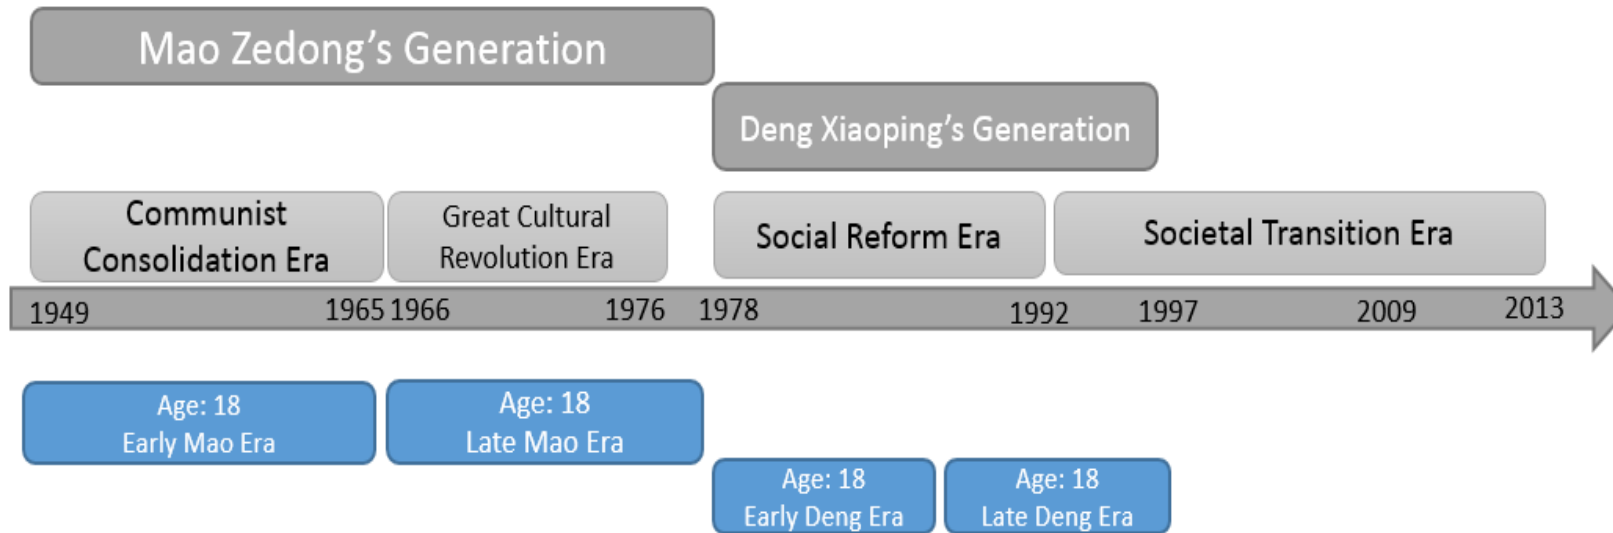 Mao Zedong's Generation
Deng Xiaoping's Generation
Communist
Consolidation Era
Great Cultural
Revolution Era
Social Reform Era
Societal Transition Era
1949 1965 1966 1976 1978 1992 1997 2009 2013
Age: 18
Early Mao Era
Age: 18
Late Mao Era
Age: 18
Early Deng Era
Age: 18
Late Deng Era